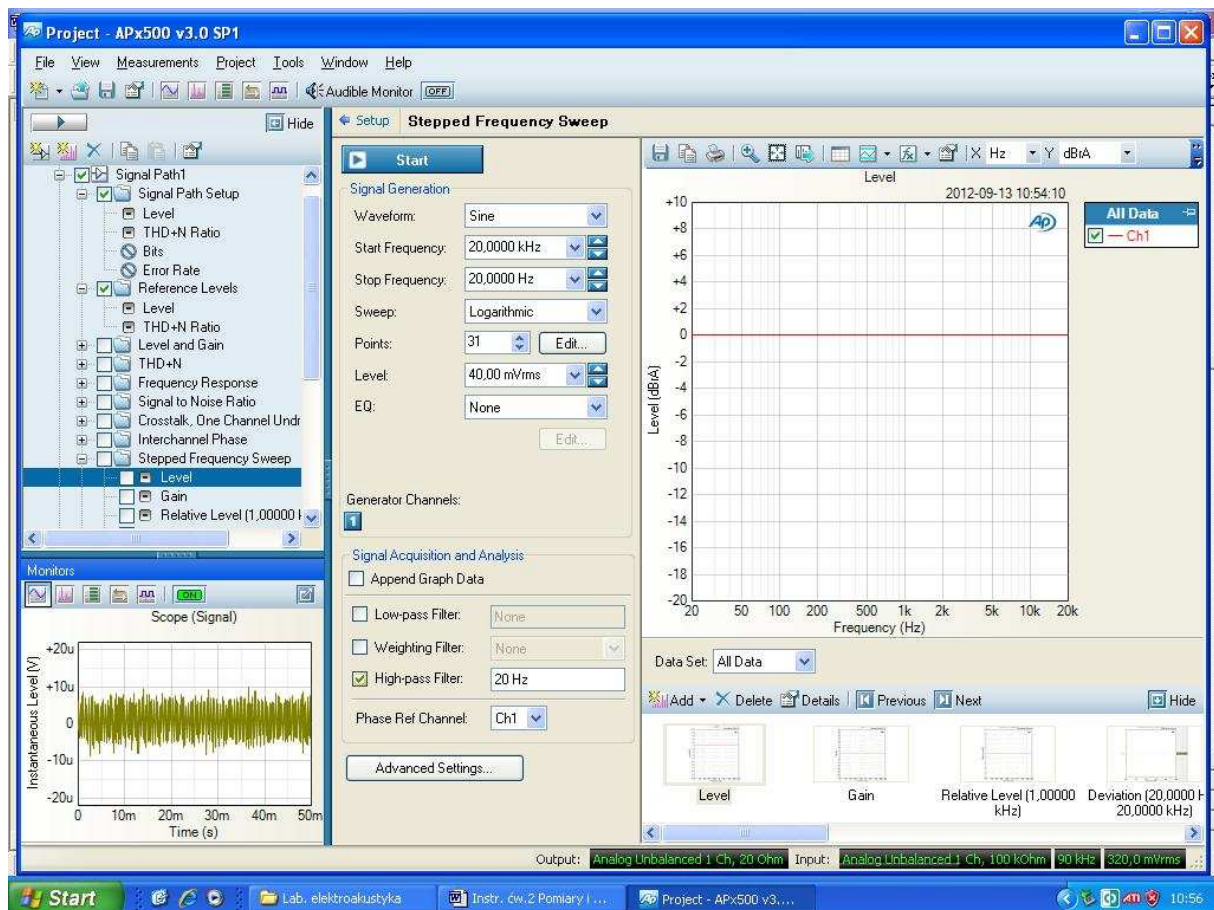 Project - APx500 v3.0 SP1
File View Measurements Project Tools Window Help
Audible Monitor OFF
Hide
Signal Path1
Signal Path Setup
Level
THD+N Ratio
Bits
Error Rate
Reference Levels
Level
THD+N Ratio
Level and Gain
THD+N
Frequency Response
Signal to Noise Ratio
Crosstalk, One Channel Undr
Interchannel Phase
Stepped Frequency Sweep
Level
Gain
Relative Level (1,00000
Monitors
ON
Scope (Signal)
Instantaneous Level (V)
+20u
+10u
0
-10u
-20u
0 10m 20m 30m 40m 50m
Time (s)
Setup Stepped Frequency Sweep
Start
Signal Generation
Waveform: Sine
Start Frequency: 20,0000 kHz
Stop Frequency: 20,0000 Hz
Sweep: Logarithmic
Points: 31 Edit...
Level: 40,00 mVrms
EQ: None
Edit...
Generator Channels:
1
Signal Acquisition and Analysis
Append Graph Data
Low-pass Filter: None
Weighting Filter: None
High-pass Filter: 20 Hz
Phase Ref Channel: Ch1
Advanced Settings...
X Hz Y dBrA
Level
2012-09-13 10:54:10
AP
All Data
Ch1
Level (dBrA)
+10
+8
+6
+4
+2
0
-2
-4
-6
-8
-10
-12
-14
-16
-18
-20
20 50 100 200 500 1k 2k 5k 10k 20k
Frequency (Hz)
Data Set: All Data
Add Delete Details Previous Next Hide
Level Gain Relative Level (1,00000 kHz) Deviation (20,0000 H 20,0000 kHz)
Output: Analog Unbalanced 1 Ch, 20 Ohm Input: Analog Unbalanced 1 Ch, 100 kOhm 90 kHz 320,0 mVrms
Start Lab. elektroakustyka Instr. ćw.2 Pomiary i ... Project - APx500 v3.... 10:56